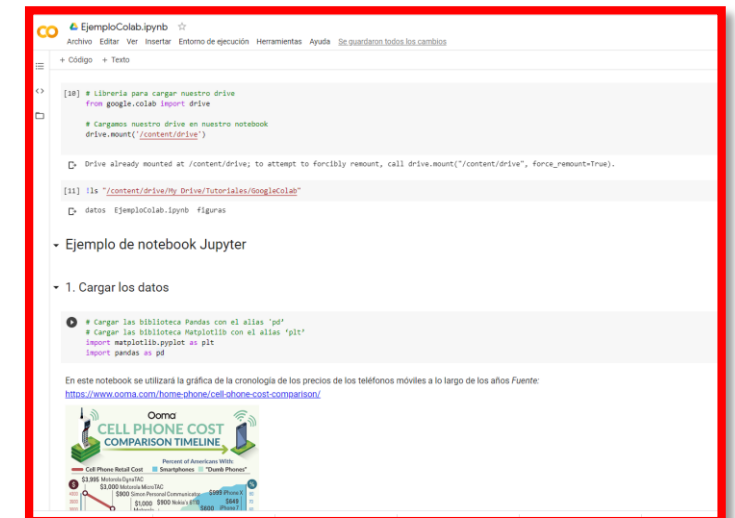 EjemploColab.ipynb
Archivo Editar Ver Insertar Entorno de ejecución Herramientas Ayuda Se guardaron todos los cambios
+ Código + Texto
[10] # Libreria para cargar nuestro drive
from google.colab import drive
# Cargamos nuestro drive en nuestro notebook
drive.mount('/content/drive')
Drive already mounted at /content/drive; to attempt to forcibly remount, call drive.mount("/content/drive", force_remount=True).
[11] !ls "/content/drive/My Drive/Tutoriales/GoogleColab"
datos EjemploColab.ipynb figuras
Ejemplo de notebook Jupyter
1. Cargar los datos
# Cargar las biblioteca Pandas con el alias 'pd'
# Cargar las biblioteca Matplotlib con el alias 'plt'
import matplotlib.pyplot as plt
import pandas as pd
En este notebook se utilizará la gráfica de la cronología de los precios de los teléfonos móviles a lo largo de los años Fuente:
https://www.ooma.com/home-phone/cell-phone-cost-comparison/
Ooma
CELL PHONE COST
COMPARISON TIMELINE
Percent of Americans With:
Cell Phone Retail Cost Smartphones "Dumb Phones"
$3,995 Motorola DynaTAC
$3,000 Motorola MicroTAC
$900 Simon Personal Communicator $999 iPhone X
$1,000 $900 Nokia's $849
Motorola $600 iPhone 7